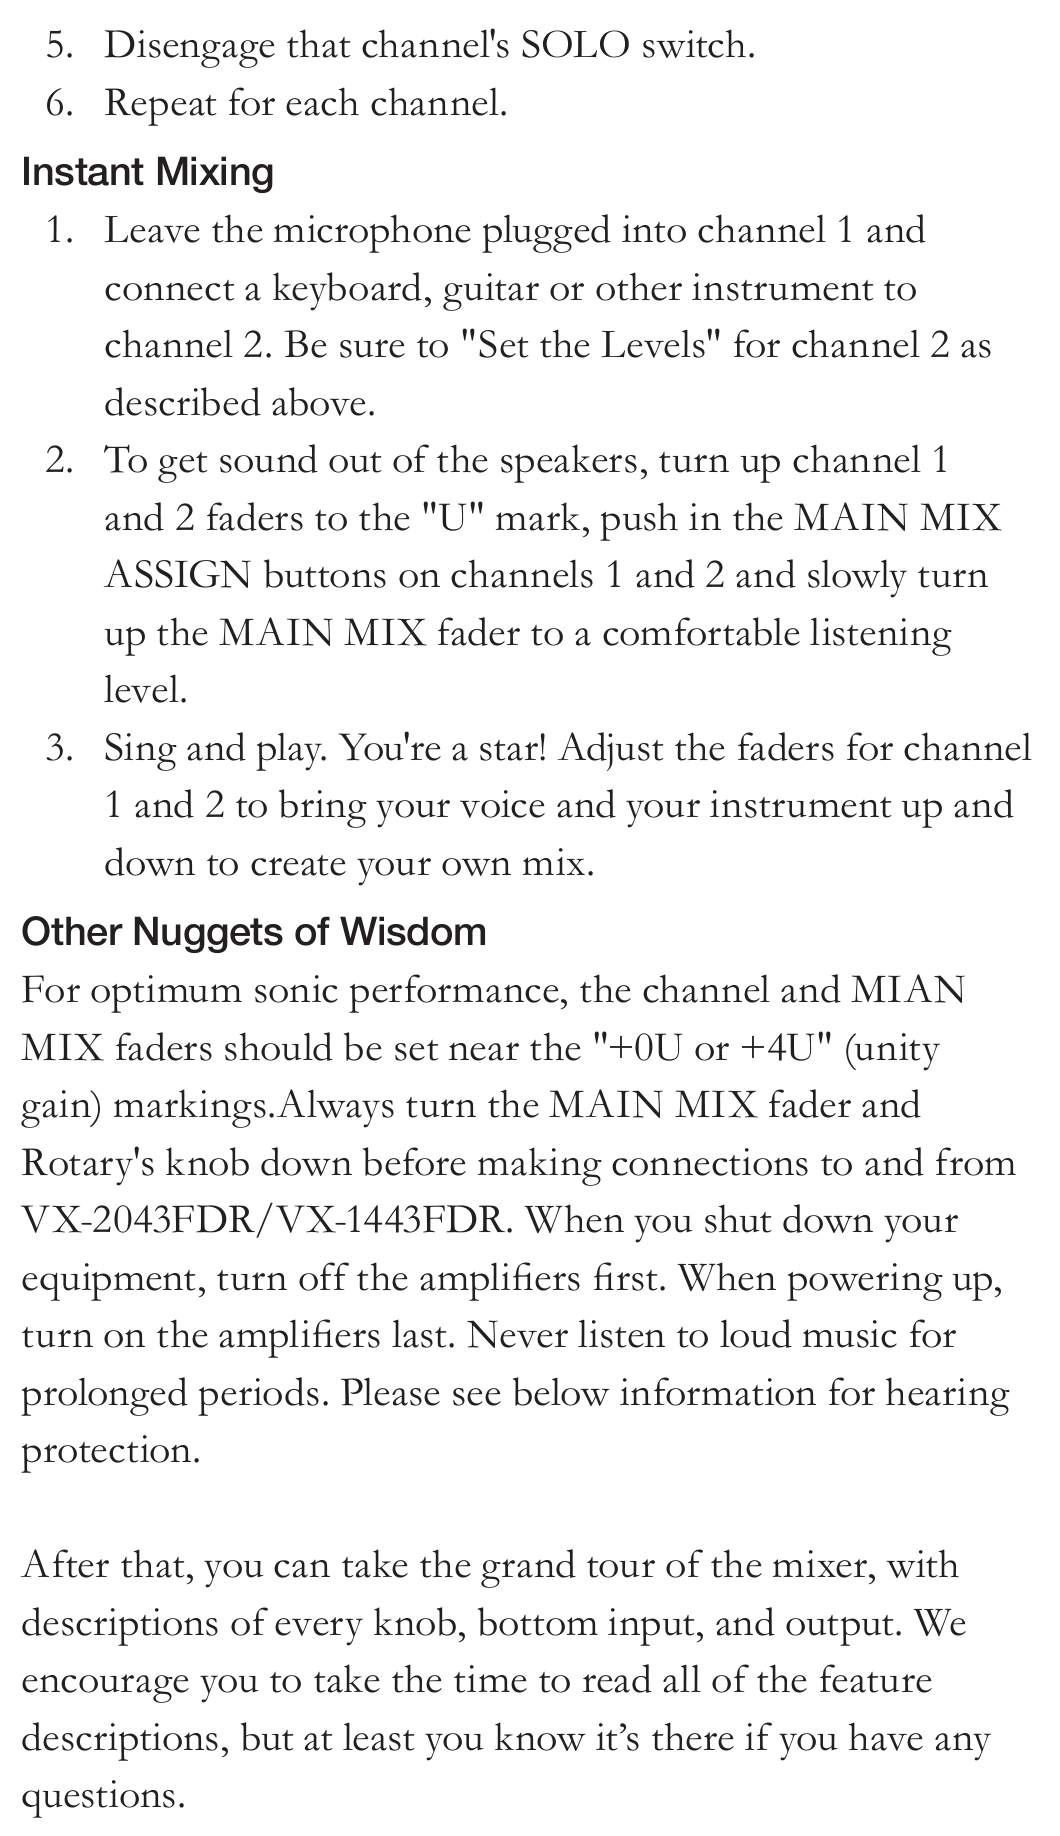 5. Disengage that channel's SOLO switch.
6. Repeat for each channel.
Instant Mixing
1. Leave the microphone plugged into channel 1 and
connect a keyboard, guitar or other instrument to
channel 2. Be sure to "Set the Levels" for channel 2 as
described above.
2. To get sound out of the speakers, turn up channel 1
and 2 faders to the "U" mark, push in the MAIN MIX
ASSIGN buttons on channels 1 and 2 and slowly turn
up the MAIN MIX fader to a comfortable listening
level.
3. Sing and play. You're a star! Adjust the faders for channel
1 and 2 to bring your voice and your instrument up and
down to create your own mix.
Other Nuggets of Wisdom
For optimum sonic performance, the channel and MIAN
MIX faders should be set near the "+0U or +4U" (unity
gain) markings.Always turn the MAIN MIX fader and
Rotary's knob down before making connections to and from
VX-2043FDR/VX-1443FDR. When you shut down your
equipment, turn off the amplifiers first. When powering up,
turn on the amplifiers last. Never listen to loud music for
prolonged periods. Please see below information for hearing
protection.
After that, you can take the grand tour of the mixer, with
descriptions of every knob, bottom input, and output. We
encourage you to take the time to read all of the feature
descriptions, but at least you know it’s there if you have any
questions.